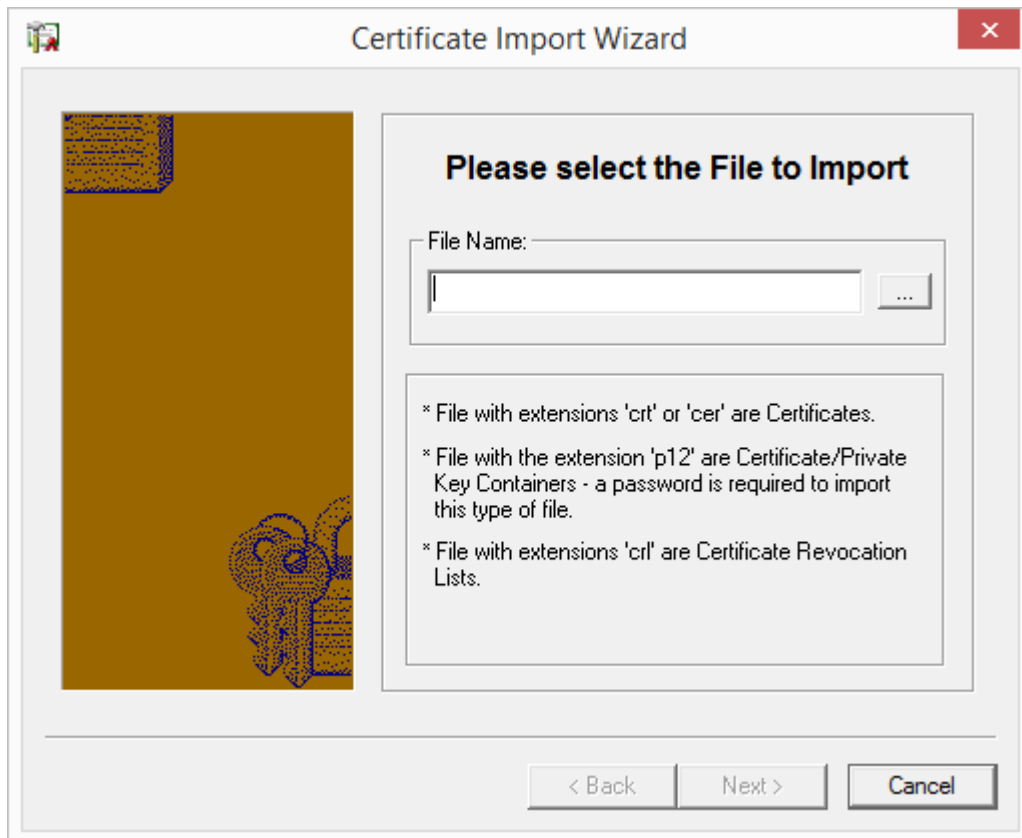 Certificate Import Wizard
Please select the File to Import
File Name:
...
* File with extensions 'crt' or 'cer' are Certificates.
* File with the extension 'p12' are Certificate/Private
Key Containers - a password is required to import
this type of file.
* File with extensions 'crl' are Certificate Revocation
Lists.
< Back
Next >
Cancel